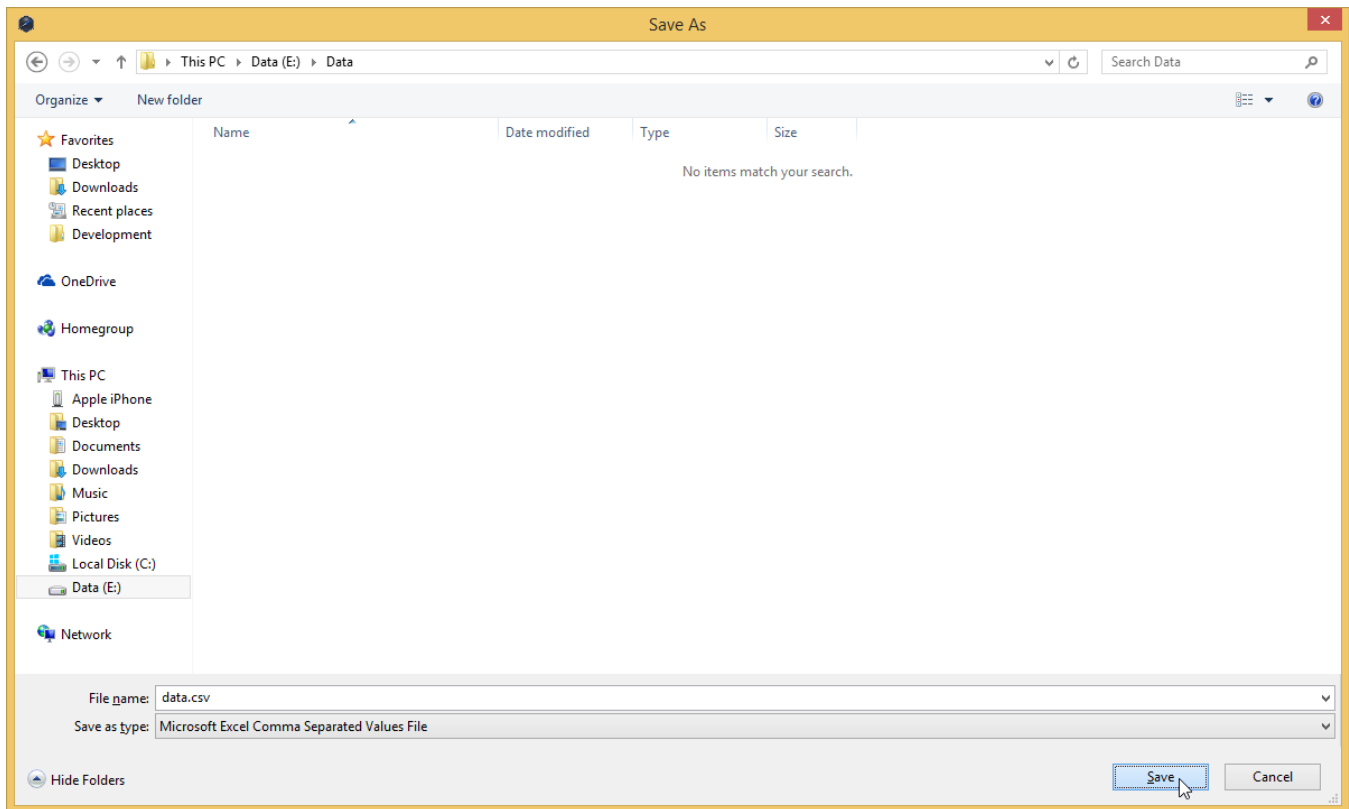 Save As
This PC Data (E:) Data
Search Data
Organize
New folder
Name Date modified Type Size
No items match your search.
Favorites
Desktop
Downloads
Recent places
Development
OneDrive
Homegroup
This PC
Apple iPhone
Desktop
Documents
Downloads
Music
Pictures
Videos
Local Disk (C:)
Data (E:)
Network
File name: data.csv
Save as type: Microsoft Excel Comma Separated Values File
Hide Folders
Save
Cancel